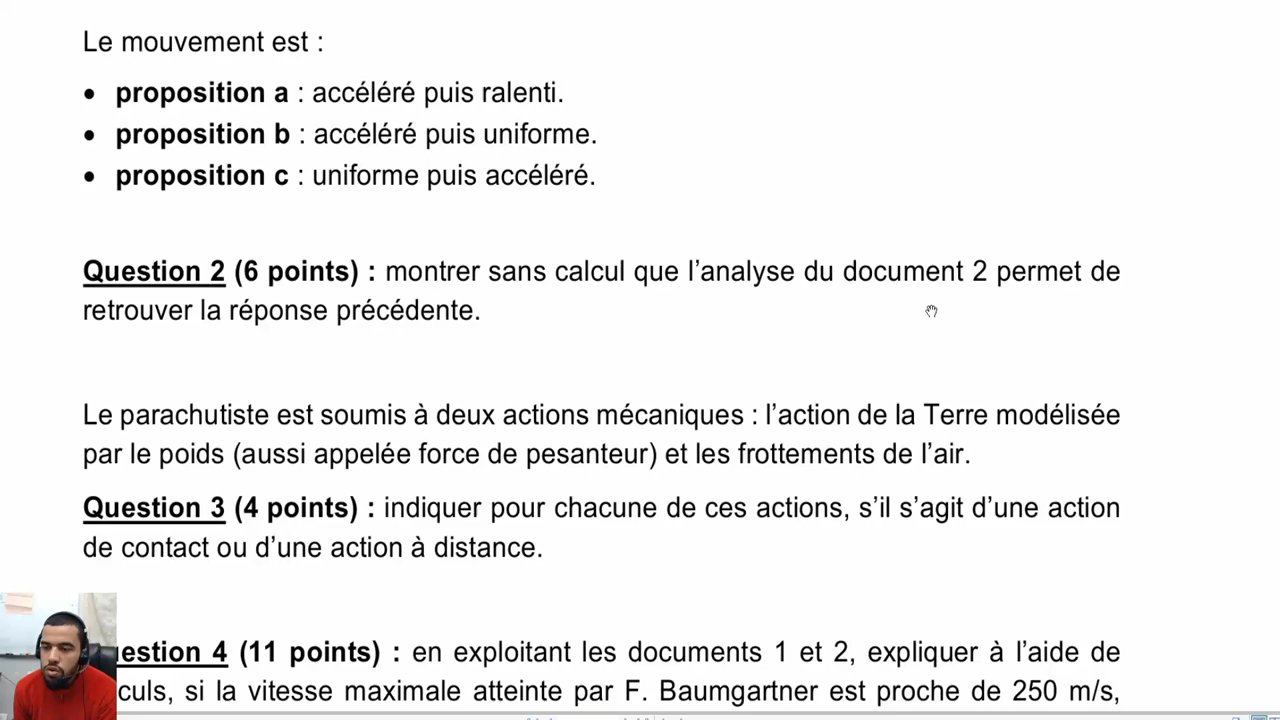 Le mouvement est :
• proposition a : accéléré puis ralenti.
• proposition b : accéléré puis uniforme.
• proposition c : uniforme puis accéléré.
Question 2 (6 points) : montrer sans calcul que l’analyse du document 2 permet de
retrouver la réponse précédente.
Le parachutiste est soumis à deux actions mécaniques : l’action de la Terre modélisée
par le poids (aussi appelée force de pesanteur) et les frottements de l’air.
Question 3 (4 points) : indiquer pour chacune de ces actions, s’il s’agit d’une action
de contact ou d’une action à distance.
estion 4 (11 points) : en exploitant les documents 1 et 2, expliquer à l’aide de
culs, si la vitesse maximale atteinte par F. Baumgartner est proche de 250 m/s,